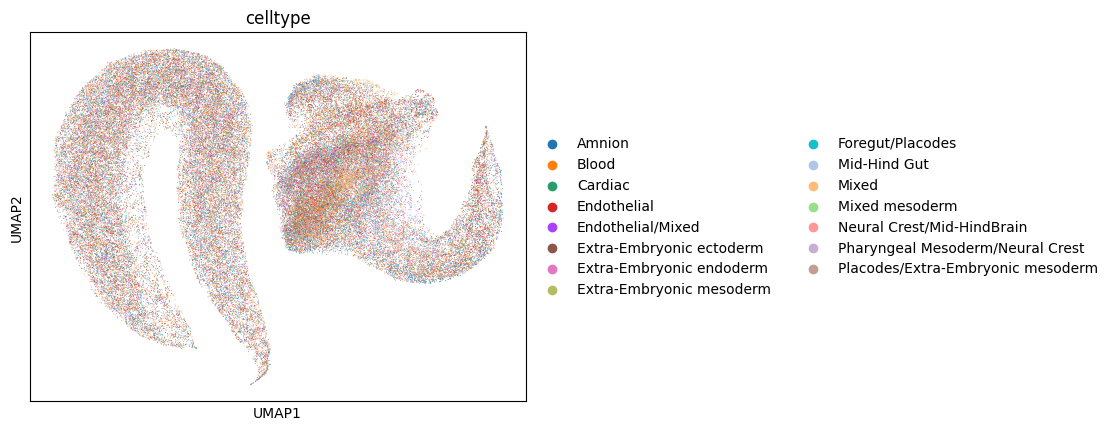 celltype
UMAP2
UMAP1
Amnion
Blood
Cardiac
Endothelial
Endothelial/Mixed
Extra-Embryonic ectoderm
Extra-Embryonic endoderm
Extra-Embryonic mesoderm
Foregut/Placodes
Mid-Hind Gut
Mixed
Mixed mesoderm
Neural Crest/Mid-HindBrain
Pharyngeal Mesoderm/Neural Crest
Placodes/Extra-Embryonic mesoderm